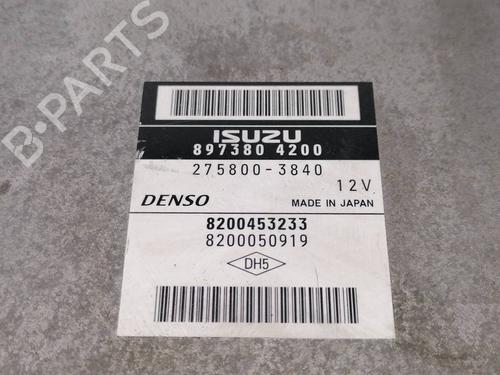 B-PARTS
ISUZU
897380 4200
275800-3840
12V
DENSO
MADE IN JAPAN
8200453233
8200050919
DH5